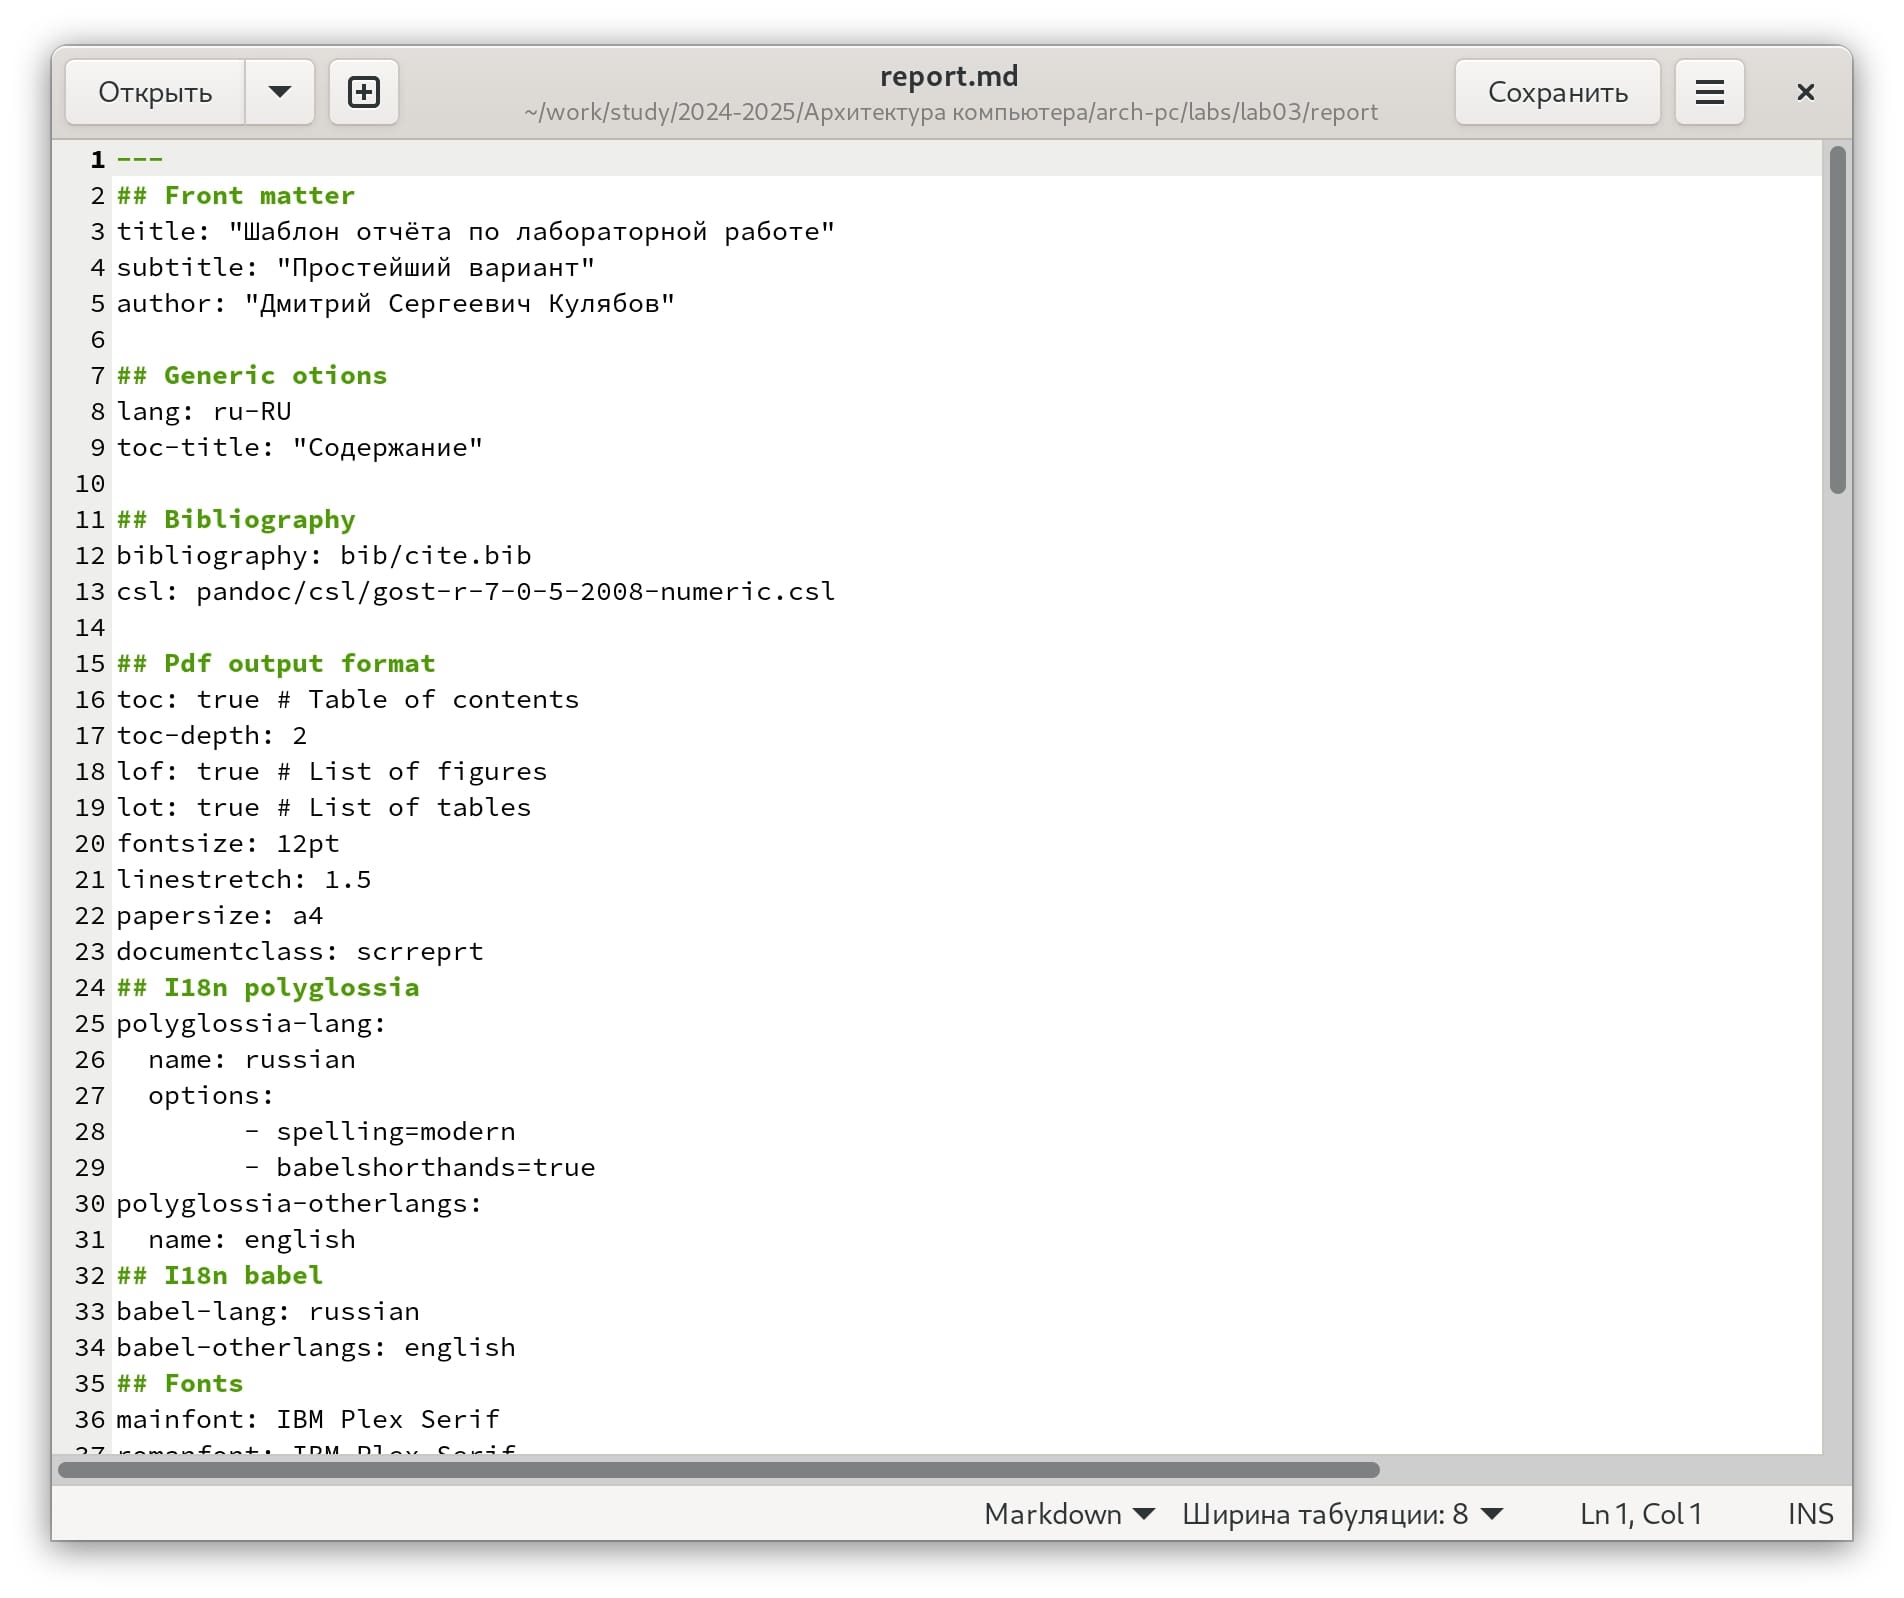 Открыть
report.md
~/work/study/2024-2025/Архитектура компьютера/arch-pc/labs/lab03/report
Сохранить
1 ---
2 ## Front matter
3 title: "Шаблон отчёта по лабораторной работе"
4 subtitle: "Простейший вариант"
5 author: "Дмитрий Сергеевич Кулябов"
6
7 ## Generic otions
8 lang: ru-RU
9 toc-title: "Содержание"
10
11 ## Bibliography
12 bibliography: bib/cite.bib
13 csl: pandoc/csl/gost-r-7-0-5-2008-numeric.csl
14
15 ## Pdf output format
16 toc: true # Table of contents
17 toc-depth: 2
18 lof: true # List of figures
19 lot: true # List of tables
20 fontsize: 12pt
21 linestretch: 1.5
22 papersize: a4
23 documentclass: scrreprt
24 ## I18n polyglossia
25 polyglossia-lang:
26   name: russian
27   options:
28         - spelling=modern
29         - babelshorthands=true
30 polyglossia-otherlangs:
31   name: english
32 ## I18n babel
33 babel-lang: russian
34 babel-otherlangs: english
35 ## Fonts
36 mainfont: IBM Plex Serif
37 romanfont: IBM Plex Serif
Markdown Ширина табуляции: 8 Ln 1, Col 1 INS